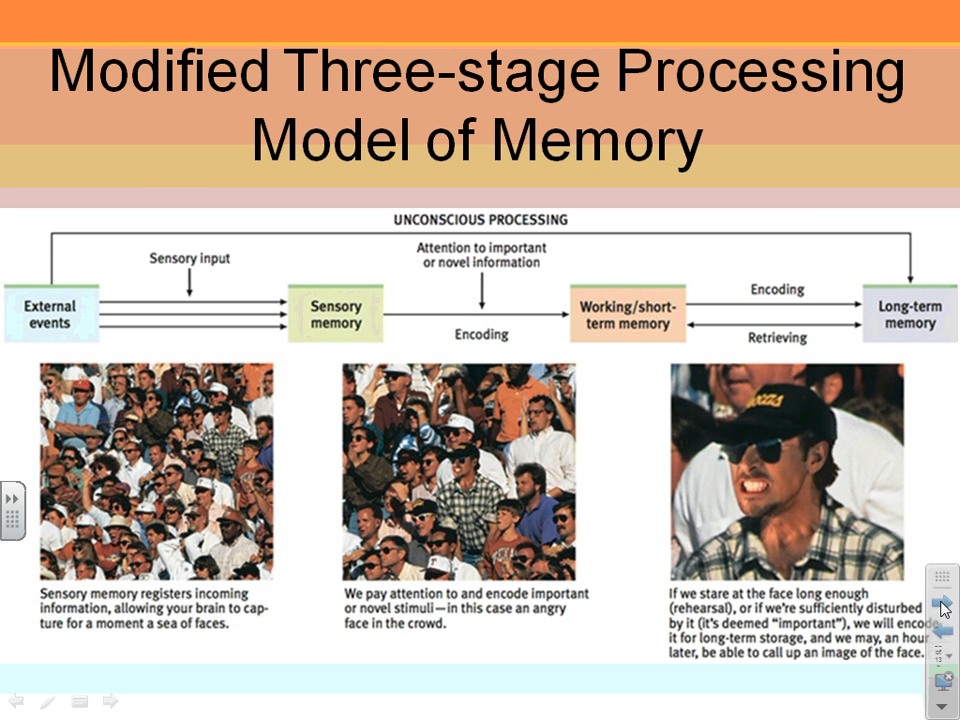 Modified Three-stage Processing
Model of Memory
UNCONSCIOUS PROCESSING
Sensory input
Attention to important
or novel information
External
events
Sensory
memory
Encoding
Working/short-
term memory
Encoding
Retrieving
Long-term
memory
Sensory memory registers incoming
information, allowing your brain to cap-
ture for a moment a sea of faces.
We pay attention to and encode important
or novel stimuli—in this case an angry
face in the crowd.
If we stare at the face long enough
(rehearsal), or if we're sufficiently disturbed
by it (it's deemed "important"), we will encode
it for long-term storage, and we may, an hour
later, be able to call up an image of the face.